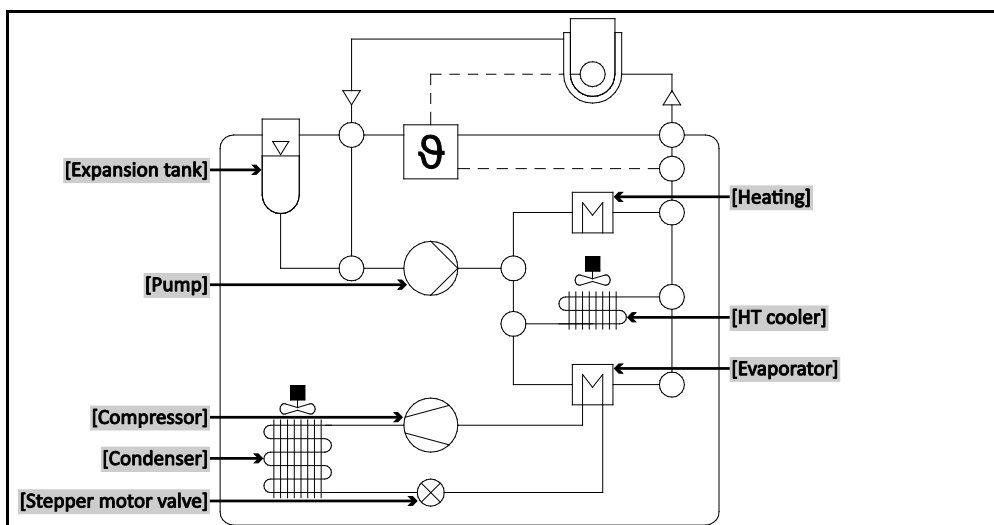 ϑ
[Expansion tank]
[Heating]
[Pump]
[HT cooler]
[Evaporator]
[Compressor]
[Condenser]
[Stepper motor valve]